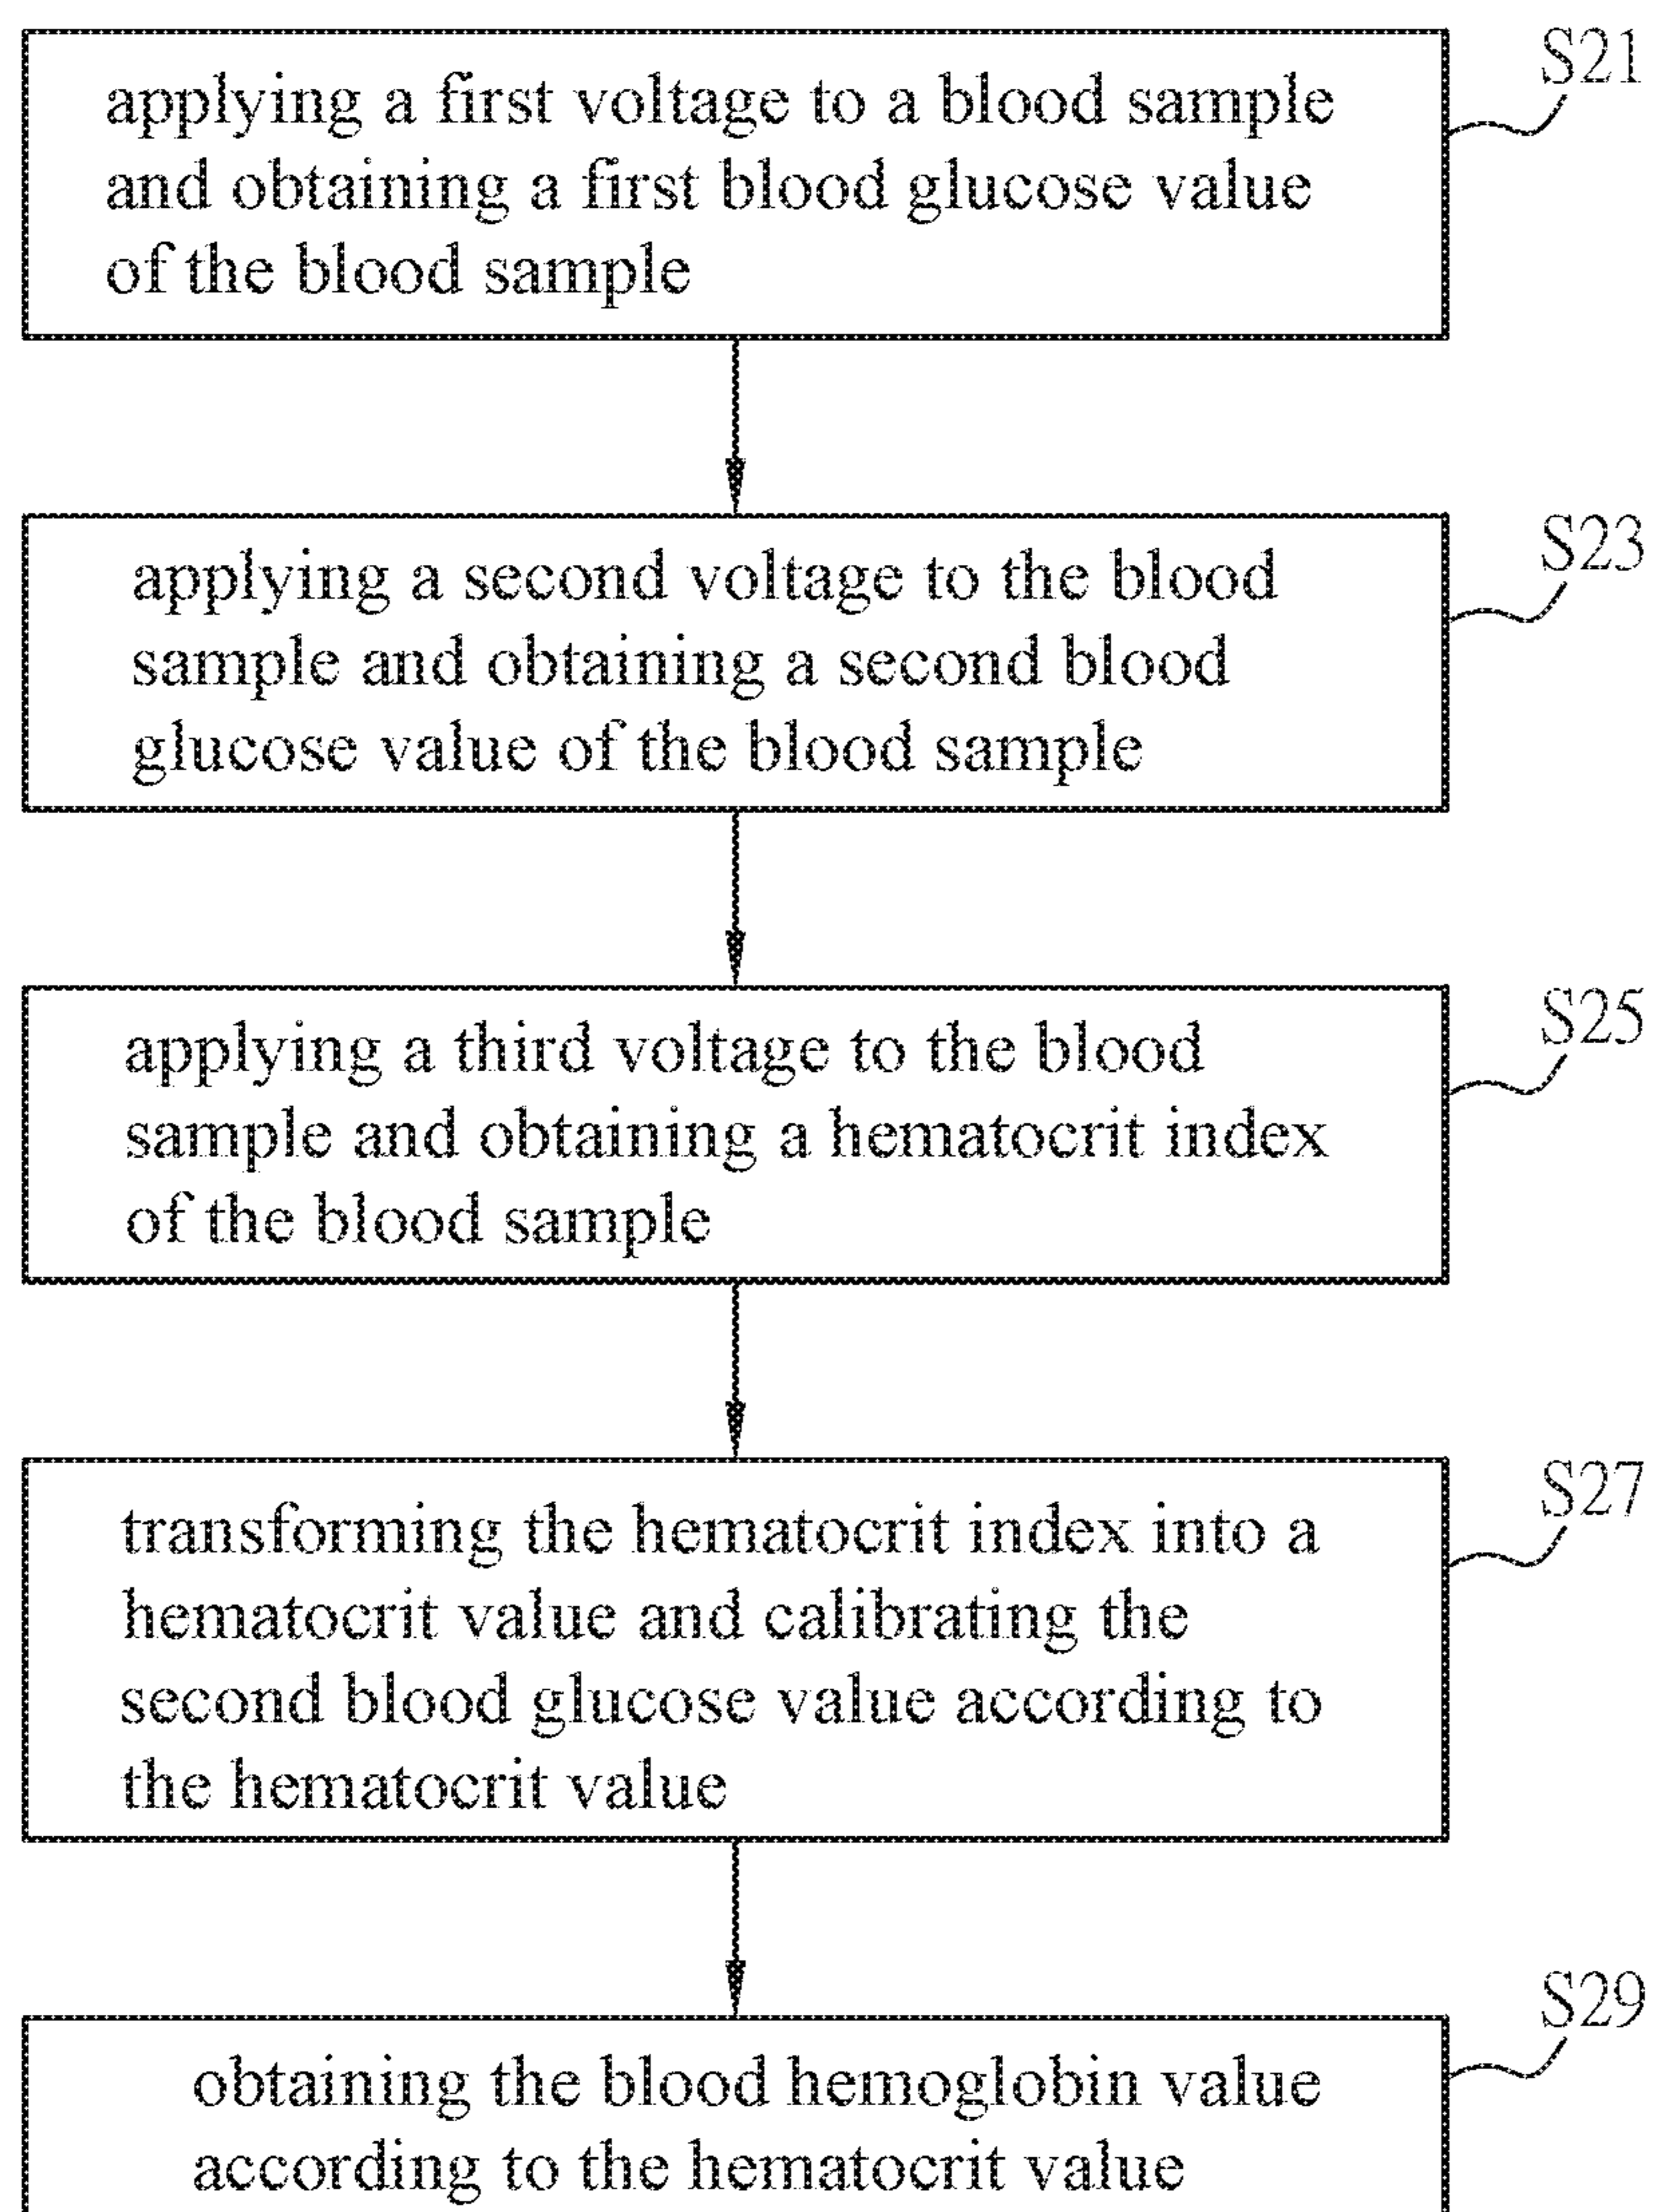 S21
applying a first voltage to a blood sample
and obtaining a first blood glucose value
of the blood sample
S23
applying a second voltage to the blood
sample and obtaining a second blood
glucose value of the blood sample
S25
applying a third voltage to the blood
sample and obtaining a hematocrit index
of the blood sample
S27
transforming the hematocrit index into a
hematocrit value and calibrating the
second blood glucose value according to
the hematocrit value
S29
obtaining the blood hemoglobin value
according to the hematocrit value